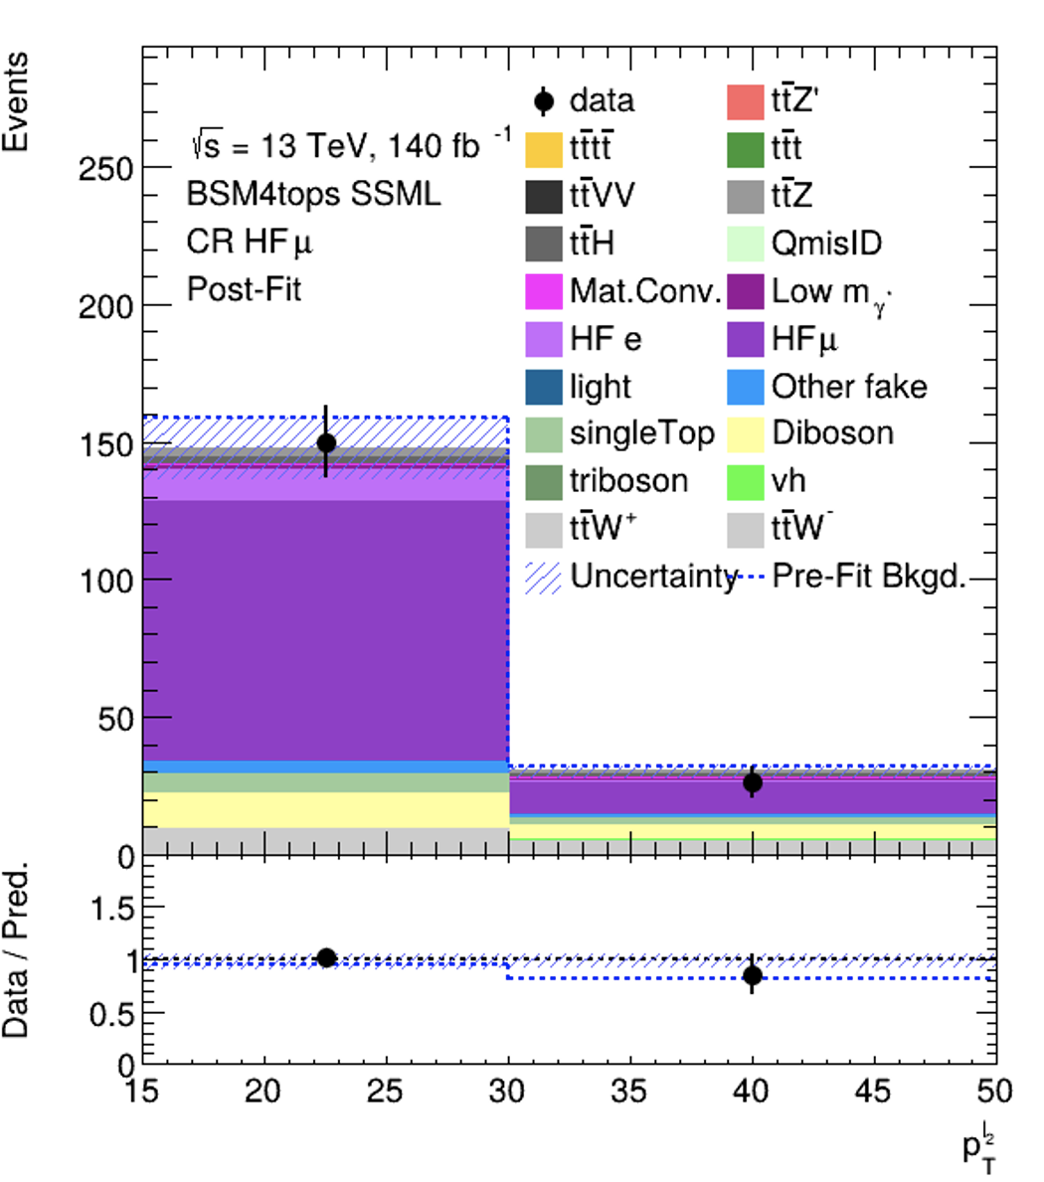 Events
√s = 13 TeV, 140 fb⁻¹
BSM4tops SSML
CR HFμ
Post-Fit
data
tt̄Z'
tt̄tt̄
tt̄t
tt̄VV
tt̄Z
tt̄H
QmisID
Mat.Conv.
Low m_γ*
HF e
HFμ
light
Other fake
singleTop
Diboson
triboson
vh
tt̄W⁺
tt̄W⁻
Uncertainty
Pre-Fit Bkgd.
250
200
150
100
50
0
Data / Pred.
1.5
1
0.5
0
15 20 25 30 35 40 45 50
p_T^l₂